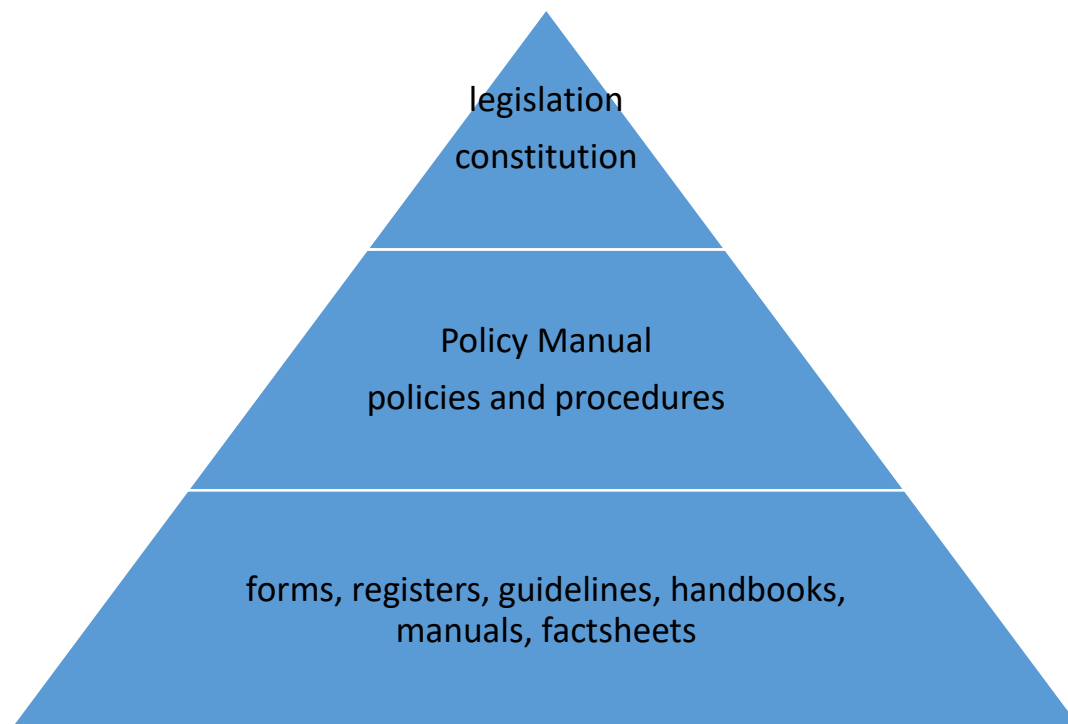 legislation
constitution
Policy Manual
policies and procedures
forms, registers, guidelines, handbooks,
manuals, factsheets